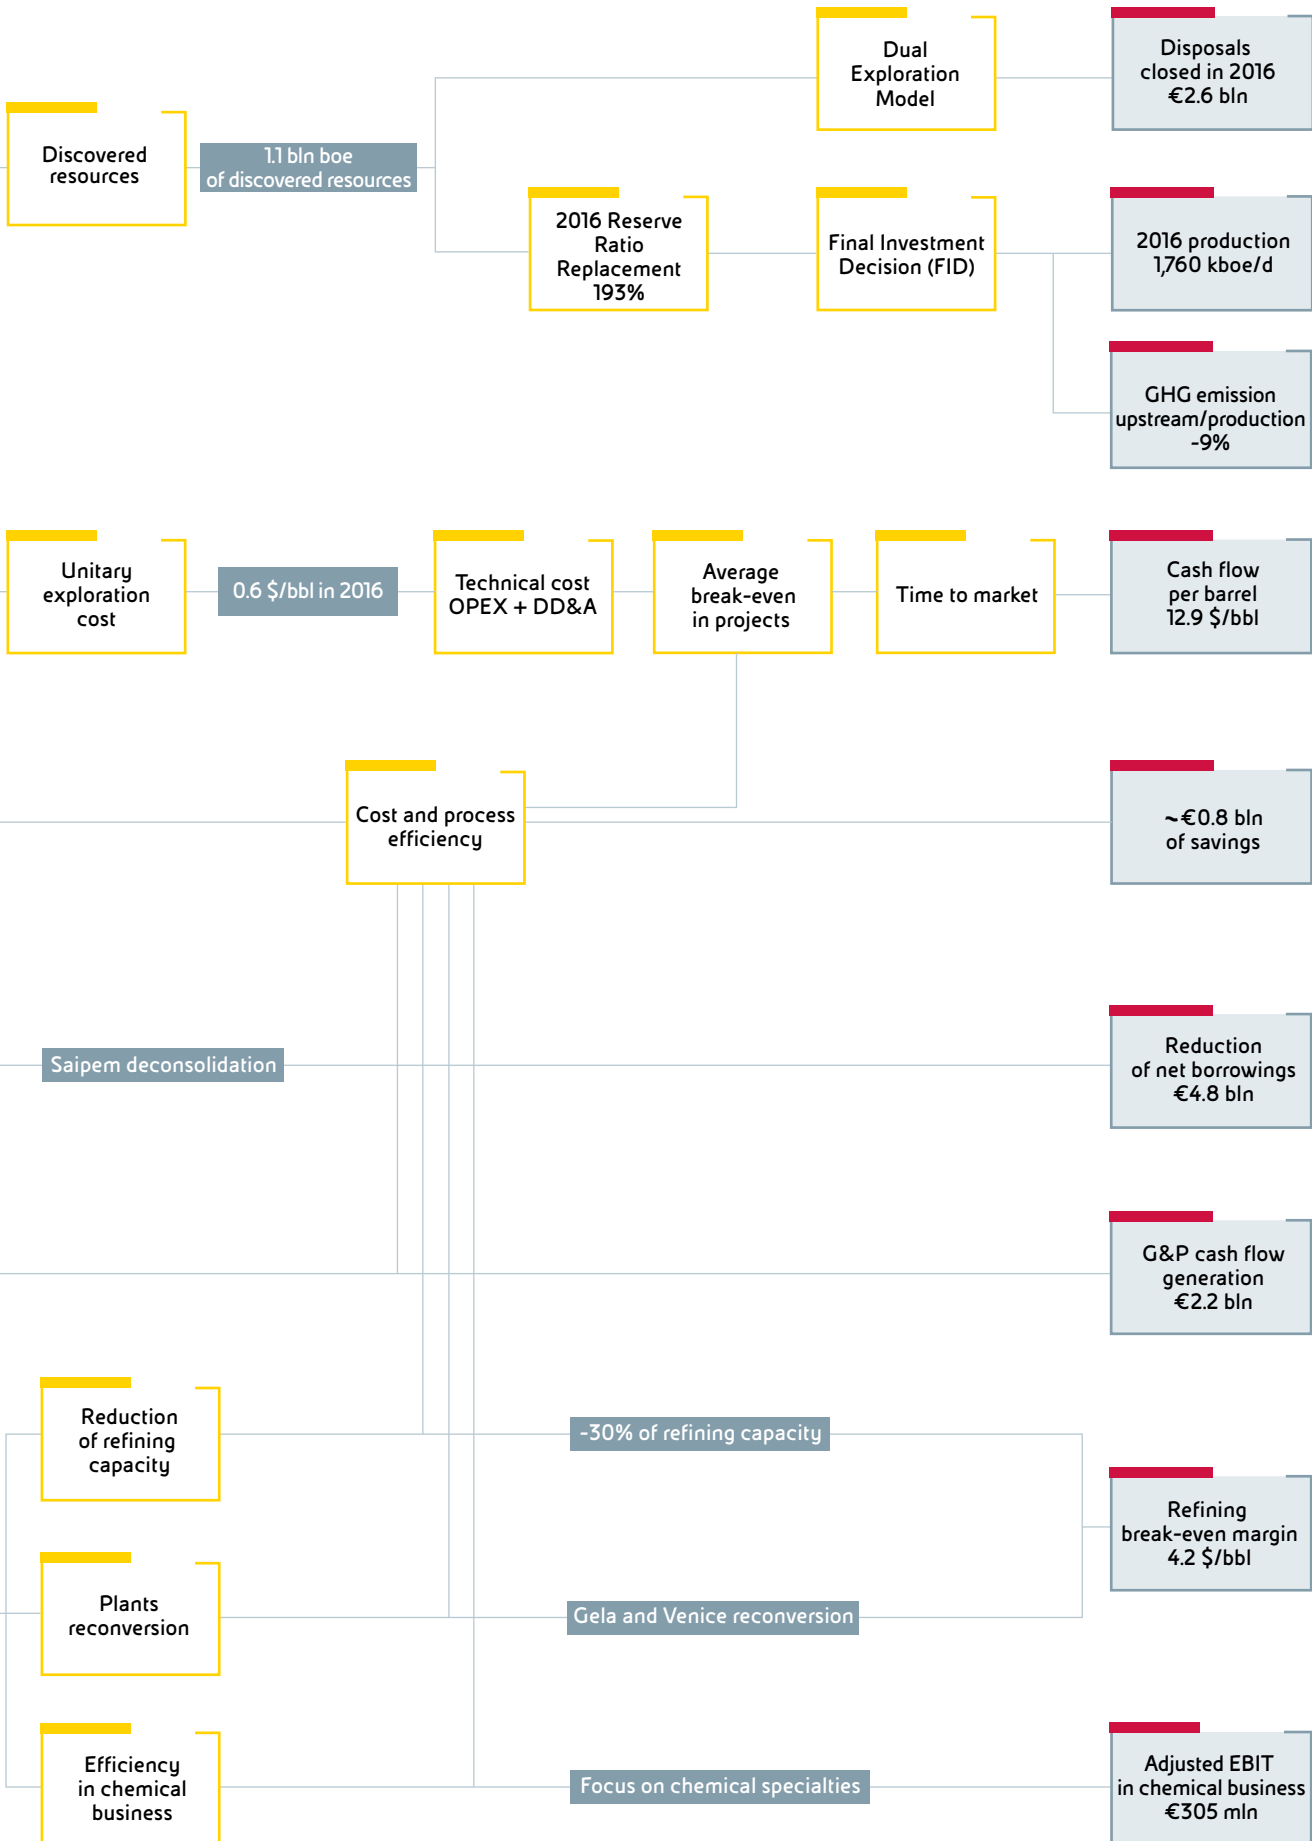 Dual
Exploration
Model
Disposals
closed in 2016
€2.6 bln
Discovered
resources
1.1 bln boe
of discovered resources
2016 Reserve
Ratio
Replacement
193%
Final Investment
Decision (FID)
2016 production
1,760 kboe/d
GHG emission
upstream/production
-9%
Unitary
exploration
cost
0.6 $/bbl in 2016
Technical cost
OPEX + DD&A
Average
break-even
in projects
Time to market
Cash flow
per barrel
12.9 $/bbl
Cost and process
efficiency
~€0.8 bln
of savings
Saipem deconsolidation
Reduction
of net borrowings
€4.8 bln
G&P cash flow
generation
€2.2 bln
Reduction
of refining
capacity
-30% of refining capacity
Refining
break-even margin
4.2 $/bbl
Plants
reconversion
Gela and Venice reconversion
Efficiency
in chemical
business
Focus on chemical specialties
Adjusted EBIT
in chemical business
€305 mln